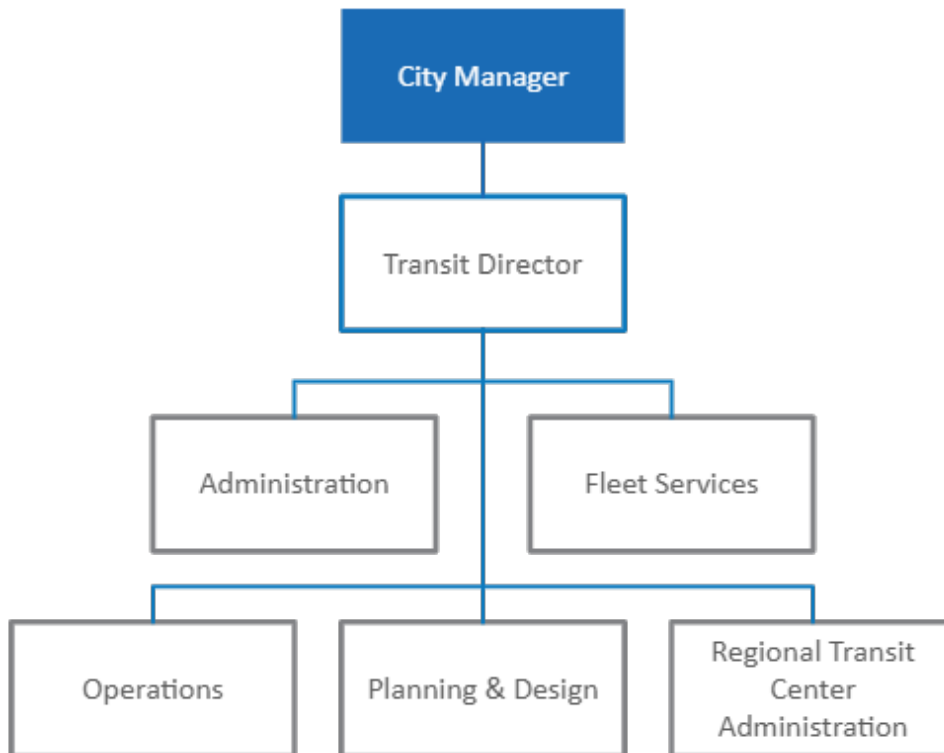 City Manager
Transit Director
Administration
Fleet Services
Operations
Planning & Design
Regional Transit
Center
Administration